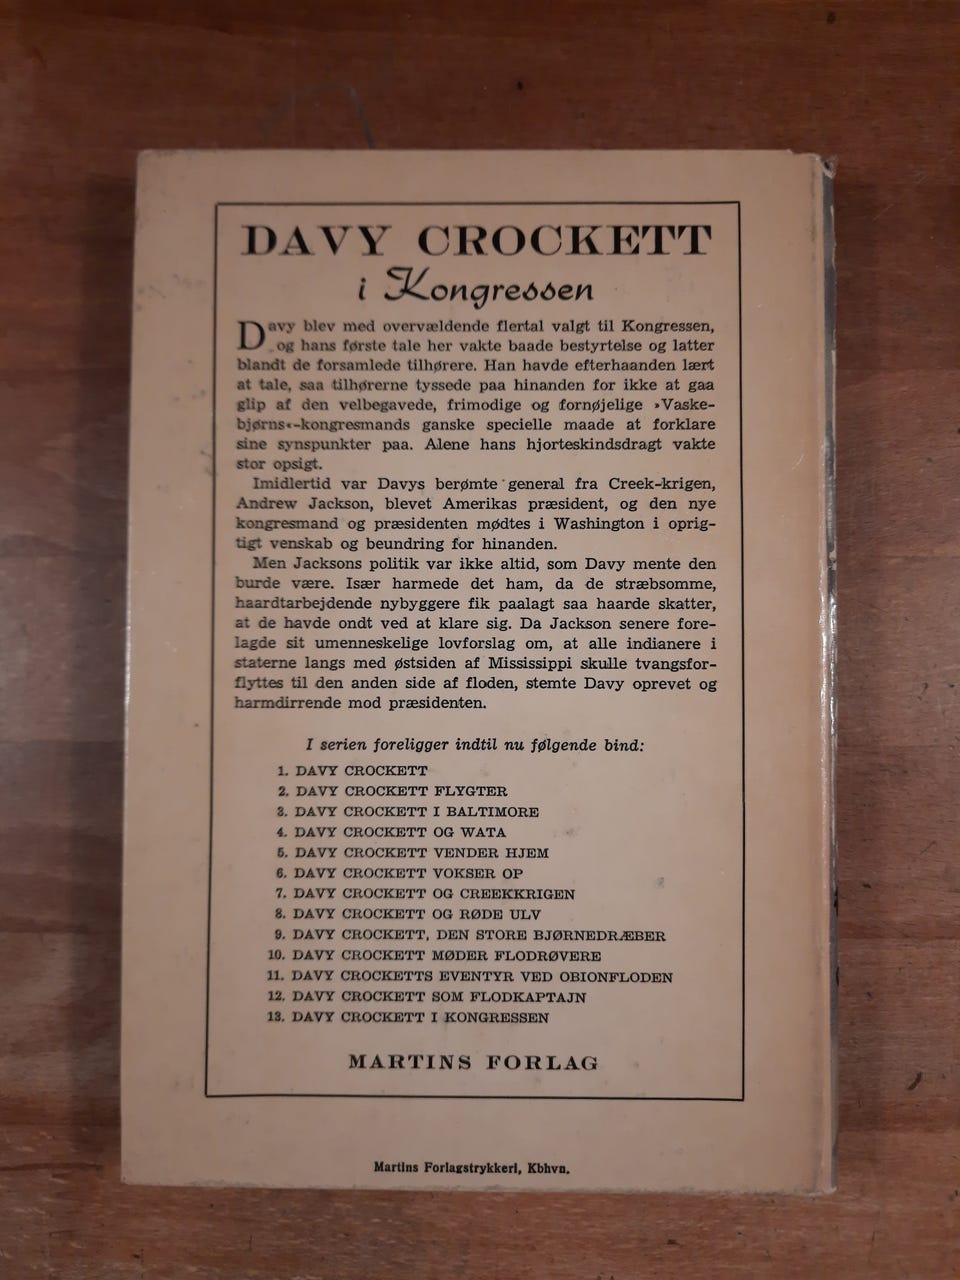 DAVY CROCKETT
i Kongressen
Davy blev med overvældende flertal valgt til Kongressen,
og hans første tale her vakte baade bestyrtelse og latter
blandt de forsamlede tilhørere. Han havde efterhaanden lært
at tale, saa tilhørerne tyssede paa hinanden for ikke at gaa
glip af den velbegavede, frimodige og fornøjelige »Vaske-
bjørns«-kongresmands ganske specielle maade at forklare
sine synspunkter paa. Alene hans hjorteskindsdragt vakte
stor opsigt.
Imidlertid var Davys berømte general fra Creek-krigen,
Andrew Jackson, blevet Amerikas præsident, og den nye
kongresmand og præsidenten mødtes i Washington i oprig-
tigt venskab og beundring for hinanden.
Men Jacksons politik var ikke altid, som Davy mente den
burde være. Især harmede det ham, da de stræbsomme,
haardtarbejdende nybyggere fik paalagt saa haarde skatter,
at de havde ondt ved at klare sig. Da Jackson senere fore-
lagde sit umenneskelige lovforslag om, at alle indianere i
staterne langs med østsiden af Mississippi skulle tvangsfor-
flyttes til den anden side af floden, stemte Davy oprevet og
harmdirrende mod præsidenten.
I serien foreligger indtil nu følgende bind:
1. DAVY CROCKETT
2. DAVY CROCKETT FLYGTER
3. DAVY CROCKETT I BALTIMORE
4. DAVY CROCKETT OG WATA
5. DAVY CROCKETT VENDER HJEM
6. DAVY CROCKETT VOKSER OP
7. DAVY CROCKETT OG CREEKKRIGEN
8. DAVY CROCKETT OG RØDE ULV
9. DAVY CROCKETT, DEN STORE BJØRNEDRÆBER
10. DAVY CROCKETT MØDER FLODRØVERE
11. DAVY CROCKETTS EVENTYR VED OBIONFLODEN
12. DAVY CROCKETT SOM FLODKAPTAJN
13. DAVY CROCKETT I KONGRESSEN
MARTINS FORLAG
Martins Forlagstrykkeri, Kbhvn.